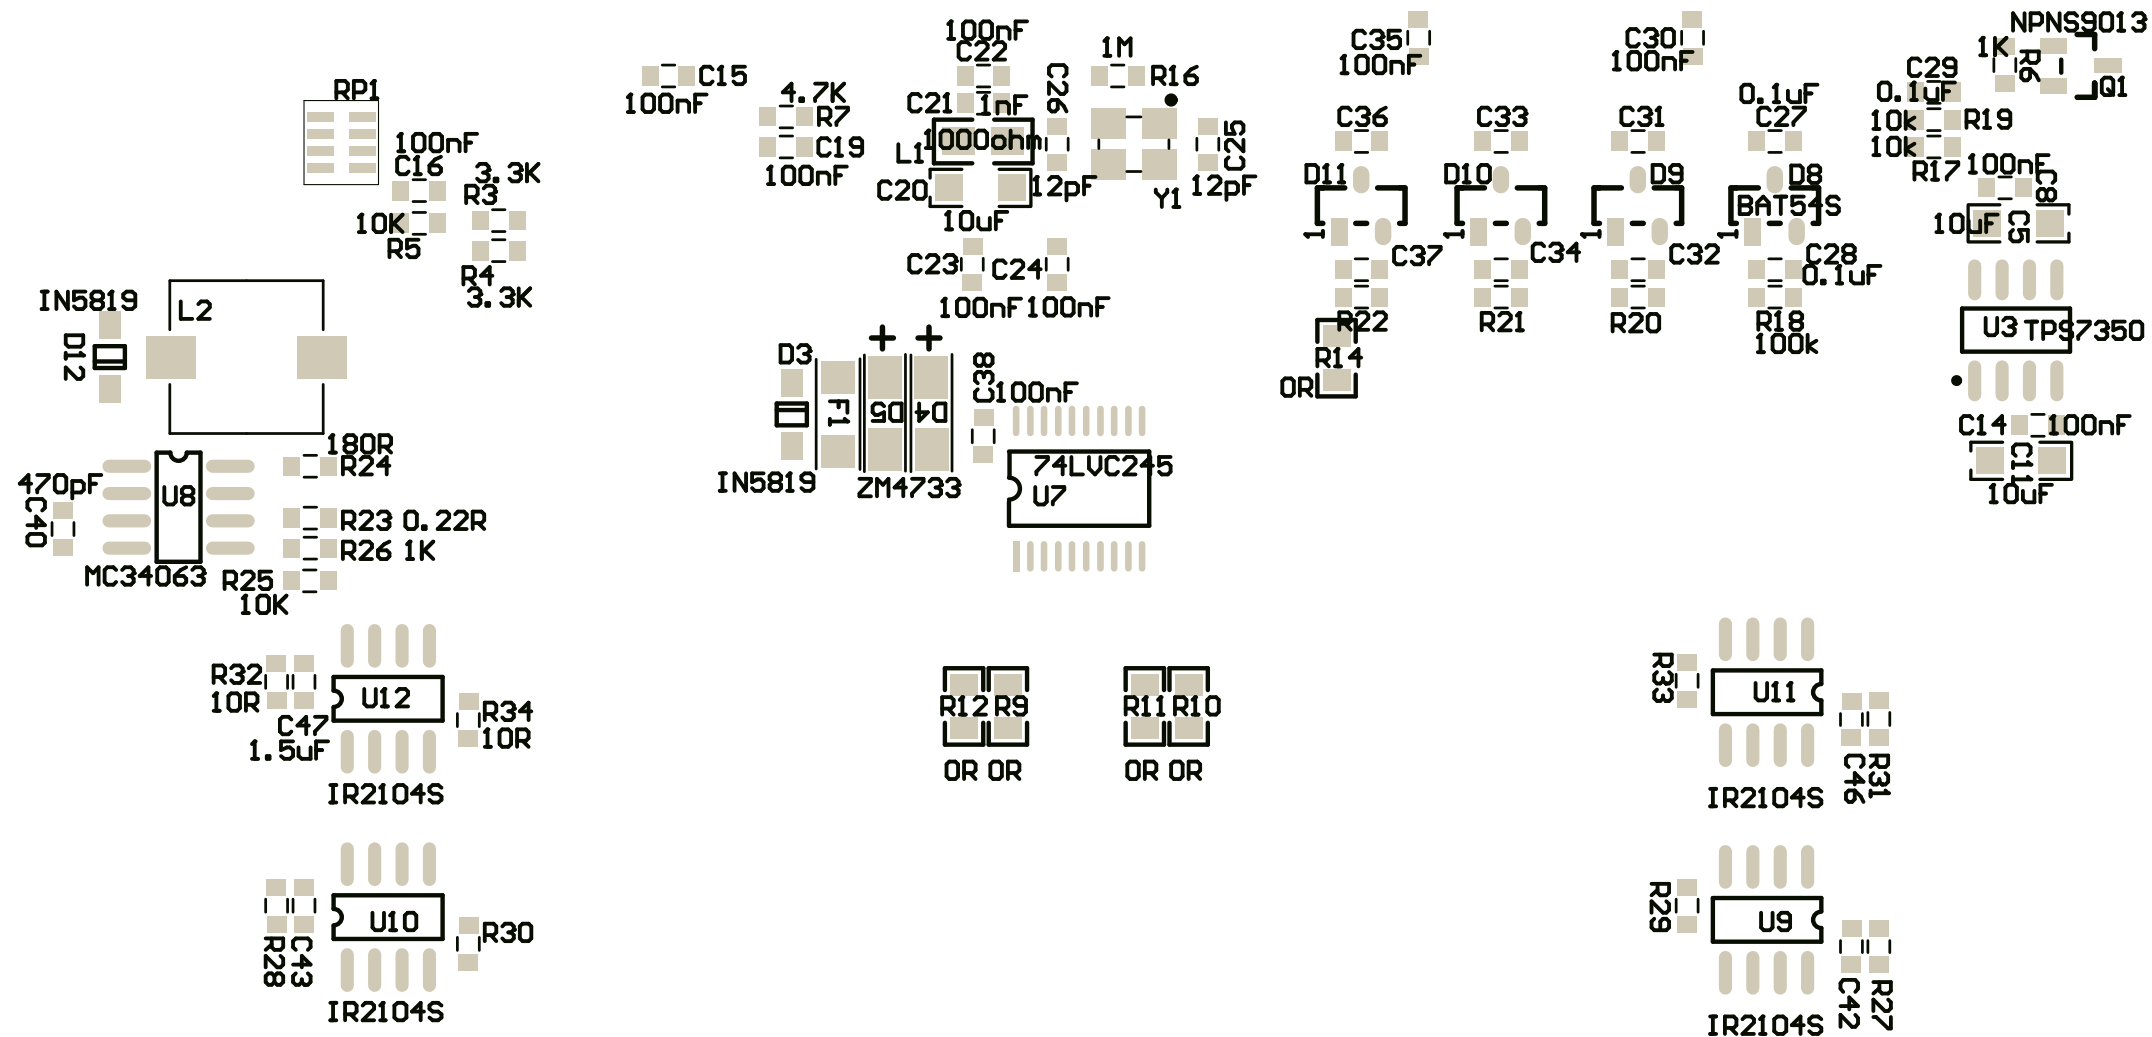 NPNS9013
100nF
C22
C35
100nF
C30
100nF
1M
1K
R6
Q1
C15
100nF
R16
C26
C29
0.1uF
RP1
4.7K
R7
C21
1nF
0.1uF
C27
C36
C33
C31
10k
R19
100nF
C16
C19
100nF
L1
1000ohm
C25
10k
R17
3.3K
R3
C20
12pF
12pF
Y1
D11
D10
D9
D8
BAT54S
100nF
C8
10K
R5
10uF
1
1
1
1
10uF
C5
R4
3.3K
C23
C24
100nF
100nF
C37
C34
C32
C28
0.1uF
IN5819
L2
D12
R22
R21
R20
R18
100k
U3
TPS7350
D3
F1
D5
D4
C38
100nF
R14
0R
C14
100nF
180R
R24
IN5819
ZM4733
74LVC245
U7
C11
10uF
470pF
C40
U8
R23
0.22R
R26
1K
MC34063
R25
10K
R32
10R
U12
R34
10R
C47
1.5uF
IR2104S
R12
R9
R11
R10
0R
0R
0R
0R
R33
U11
C46
R31
IR2104S
U10
R30
R28
C43
IR2104S
R29
U9
C42
R27
IR2104S